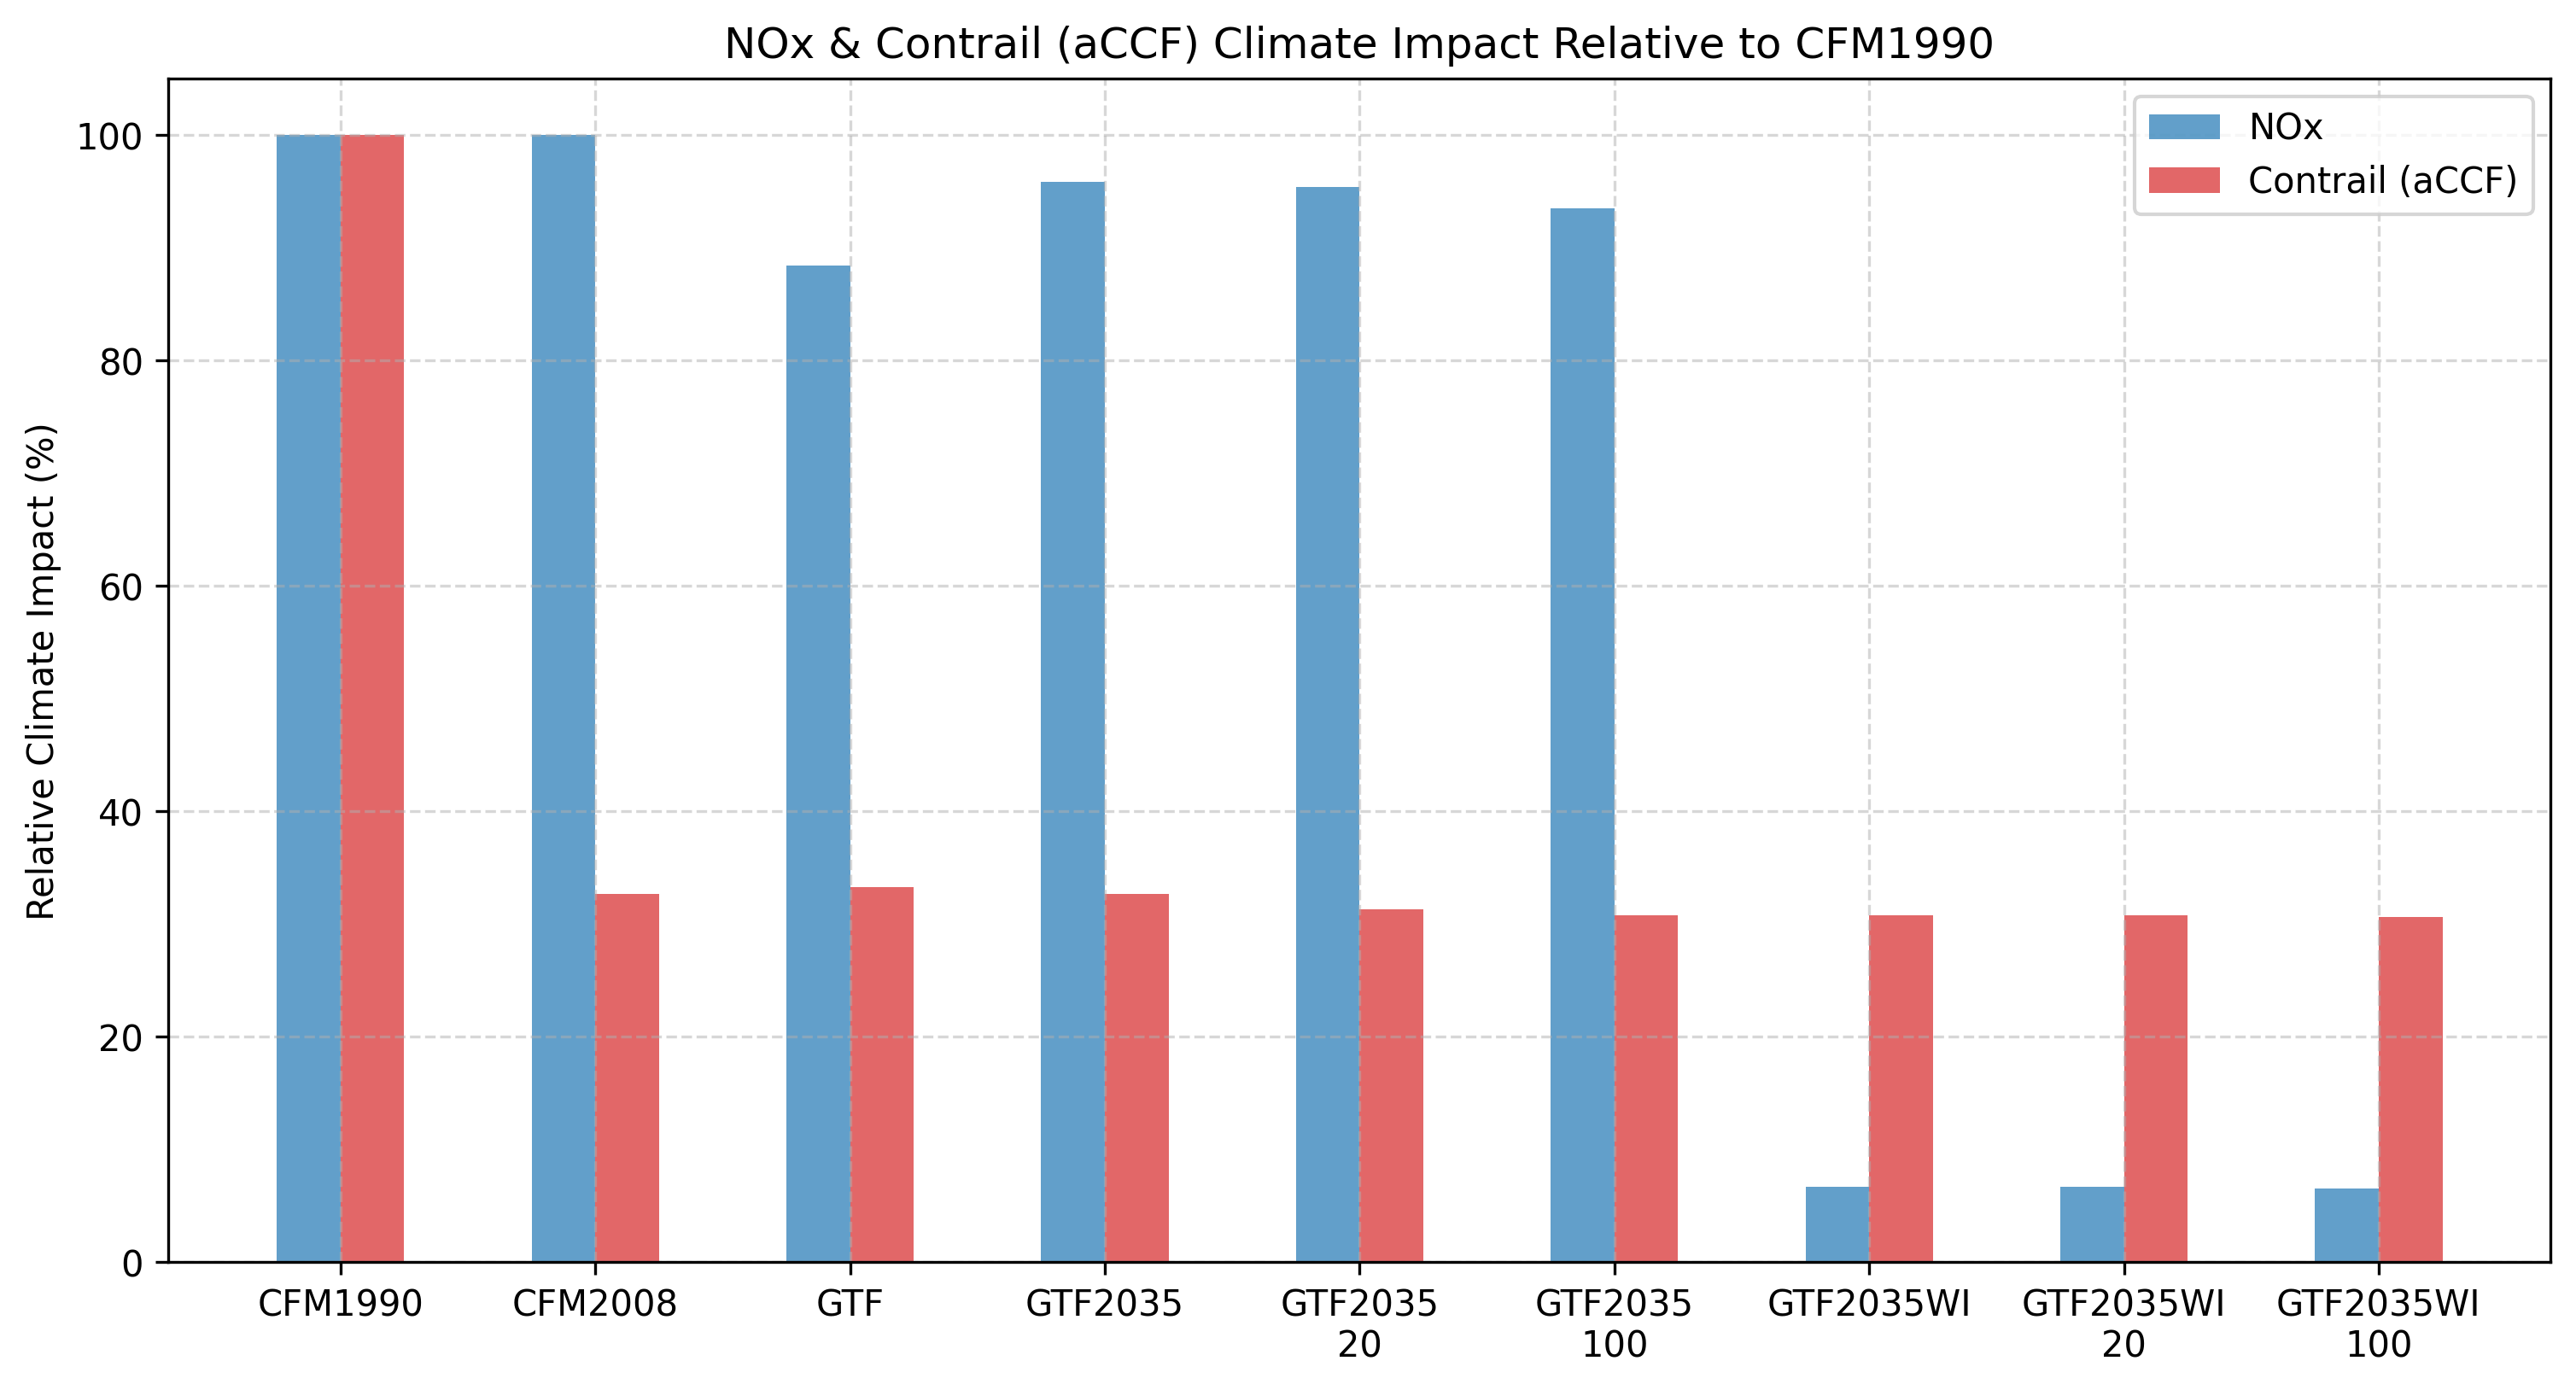 NOx & Contrail (aCCF) Climate Impact Relative to CFM1990
NOx
Contrail (aCCF)
Relative Climate Impact (%)
100
80
60
40
20
0
CFM1990
CFM2008
GTF
GTF2035
GTF2035
20
GTF2035
100
GTF2035WI
GTF2035WI
20
GTF2035WI
100